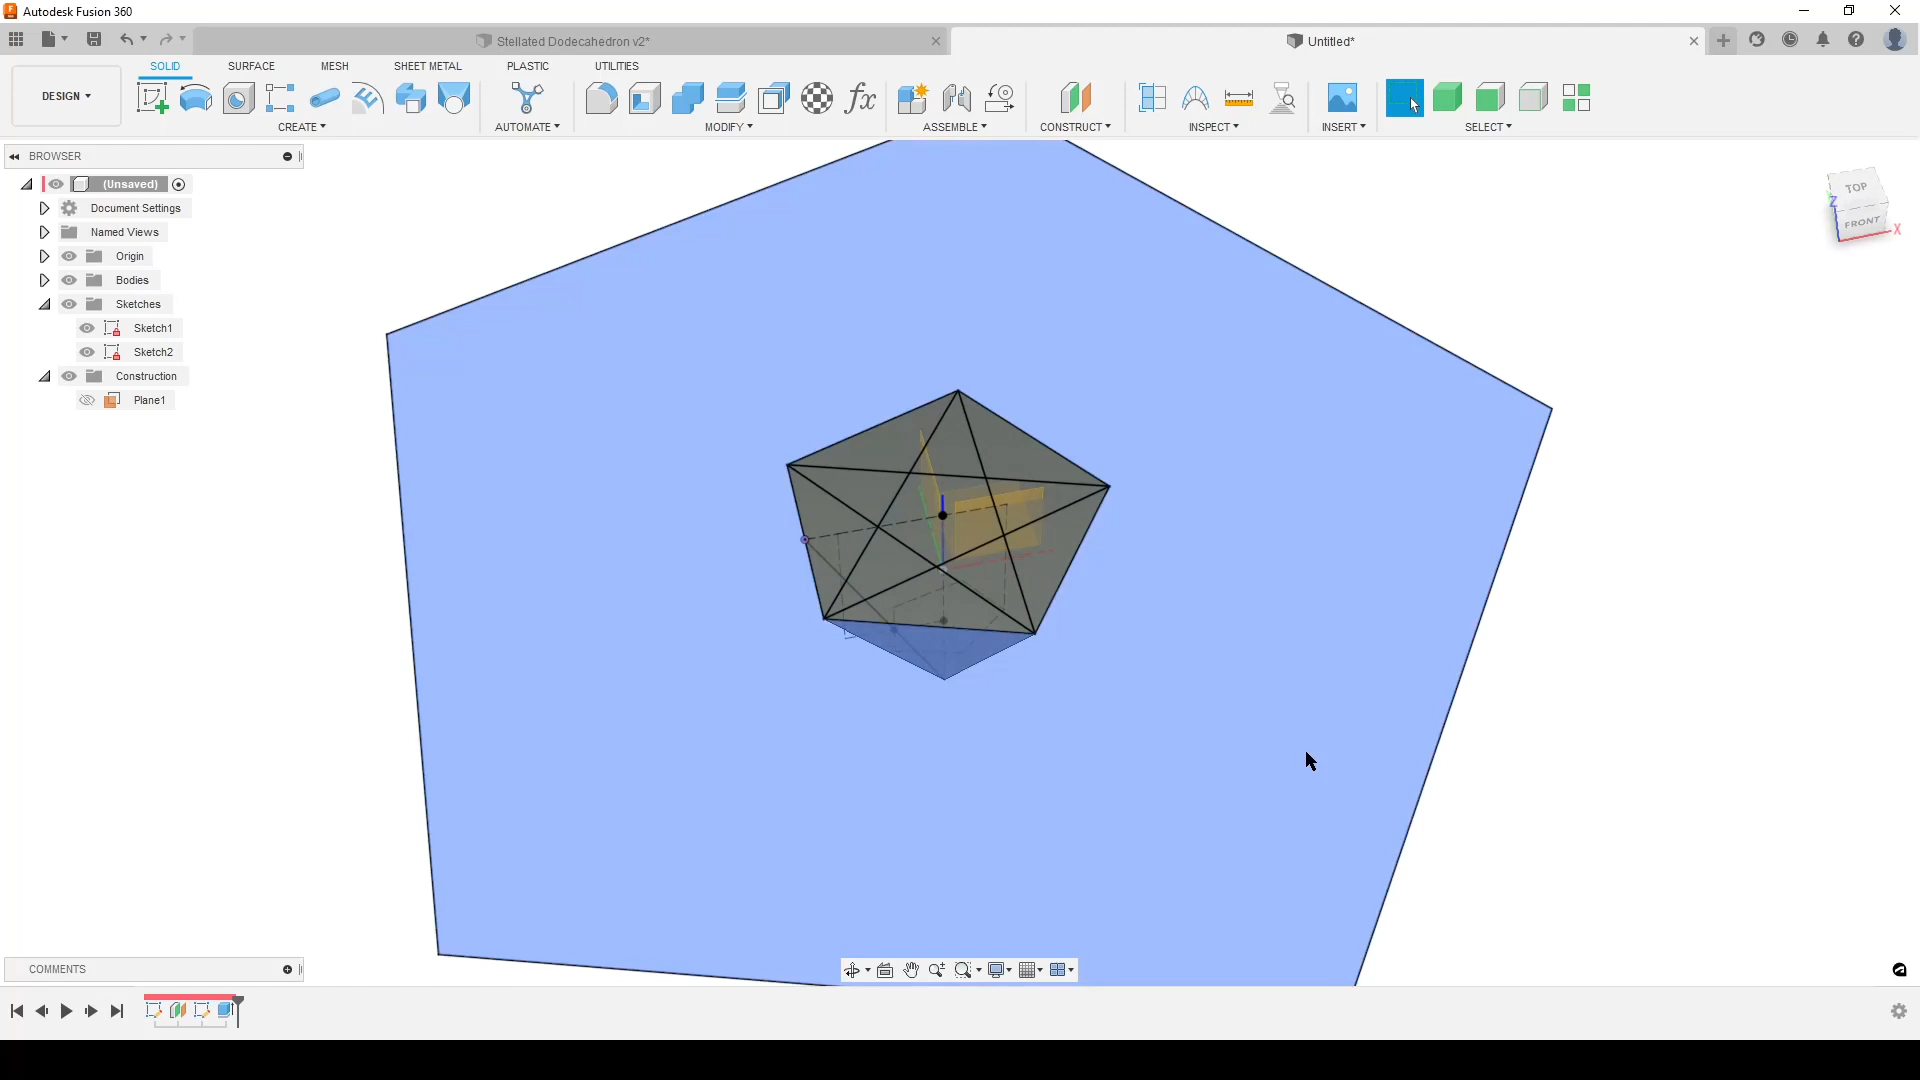 Autodesk Fusion 360
Stellated Dodecahedron v2*
Untitled*
DESIGN
SOLID
SURFACE
MESH
SHEET METAL
PLASTIC
UTILITIES
CREATE
AUTOMATE
MODIFY
ASSEMBLE
CONSTRUCT
INSPECT
INSERT
SELECT
fx
BROWSER
(Unsaved)
Document Settings
Named Views
Origin
Bodies
Sketches
Sketch1
Sketch2
Construction
Plane1
TOP
FRONT
Z
X
COMMENTS